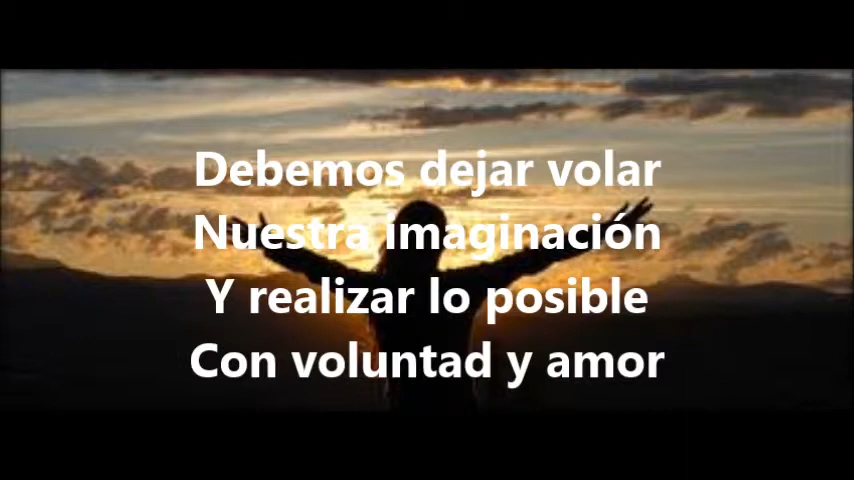 Debemos dejar volar
Nuestra imaginación
Y realizar lo posible
Con voluntad y amor